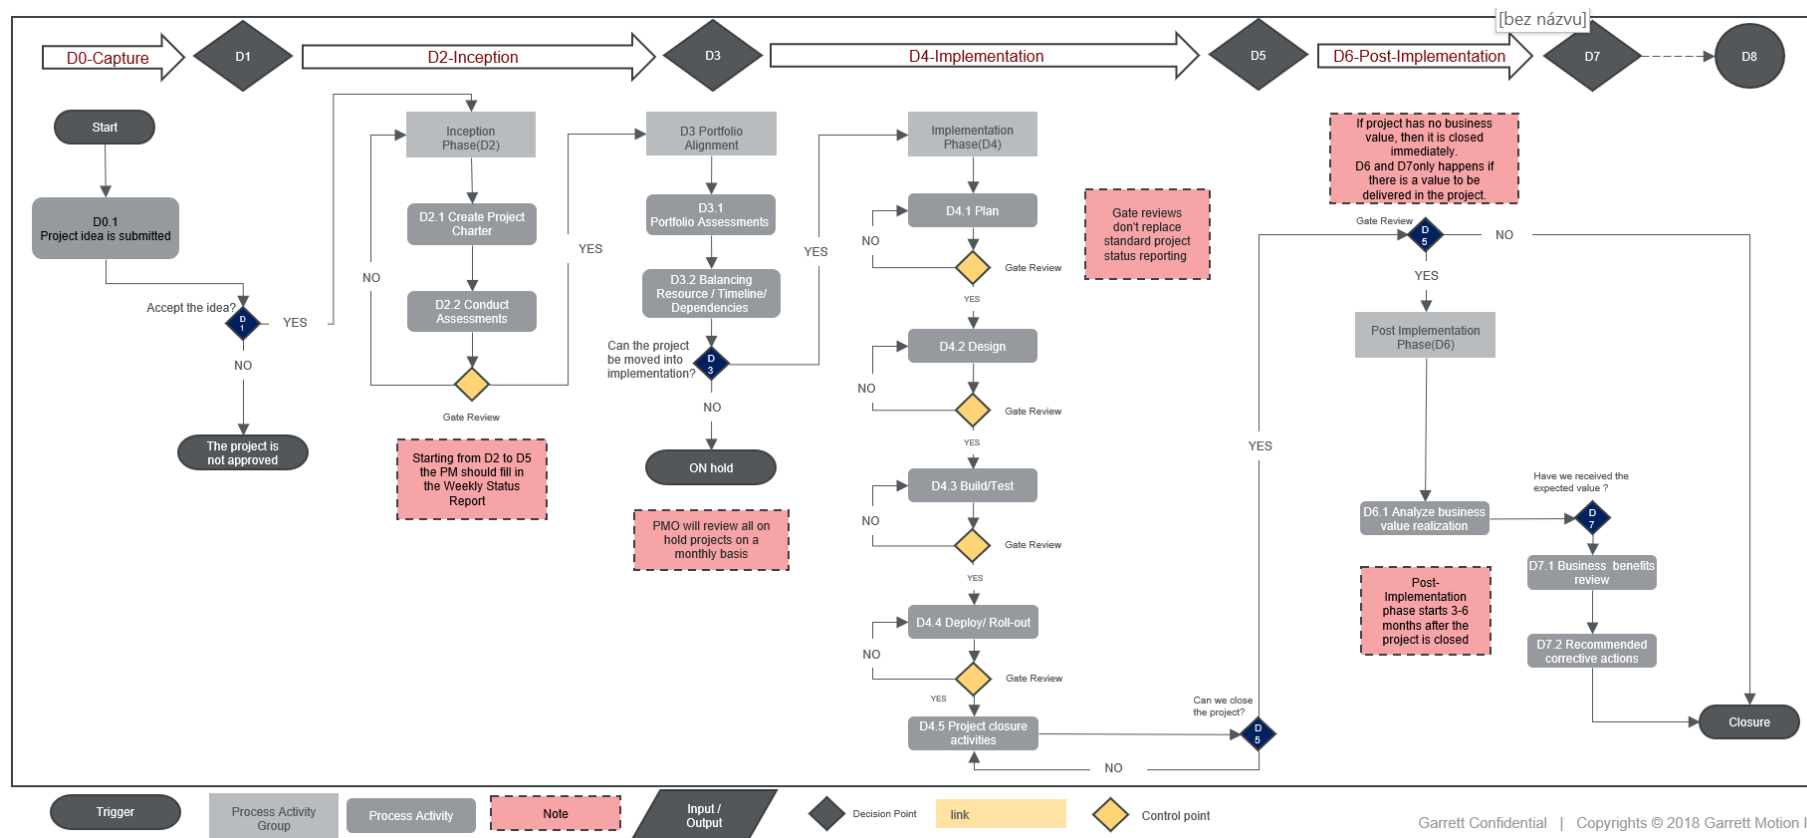 [bez názvu]
D0-Capture
D1
D2-Inception
D3
D4-Implementation
D5
D6-Post-Implementation
D7
D8
Start
D0.1
Project idea is submitted
Accept the idea?
D
1
YES
NO
The project is
not approved
Inception
Phase(D2)
D2.1 Create Project
Charter
D2.2 Conduct
Assessments
NO
Gate Review
YES
Starting from D2 to D5
the PM should fill in
the Weekly Status
Report
D3 Portfolio
Alignment
D3.1
Portfolio Assessments
D3.2 Balancing
Resource / Timeline/
Dependencies
Can the project
be moved into
implementation?
D
3
YES
NO
ON hold
PMO will review all on
hold projects on a
monthly basis
Implementation
Phase(D4)
D4.1 Plan
NO
Gate Review
YES
D4.2 Design
NO
Gate Review
YES
D4.3 Build/Test
NO
Gate Review
YES
D4.4 Deploy/ Roll-out
NO
Gate Review
YES
D4.5 Project closure
activities
Gate reviews
don't replace
standard project
status reporting
Can we close
the project?
D
5
NO
YES
If project has no business
value, then it is closed
immediately.
D6 and D7only happens if
there is a value to be
delivered in the project.
Gate Review
D
5
NO
YES
Post Implementation
Phase(D6)
D6.1 Analyze business
value realization
Have we received the
expected value ?
D
7
Post-
Implementation
phase starts 3-6
months after the
project is closed
D7.1 Business benefits
review
D7.2 Recommended
corrective actions
Closure
Trigger
Process Activity
Group
Process Activity
Note
Input /
Output
Decision Point
link
Control point
Garrett Confidential | Copyrights © 2018 Garrett Motion I